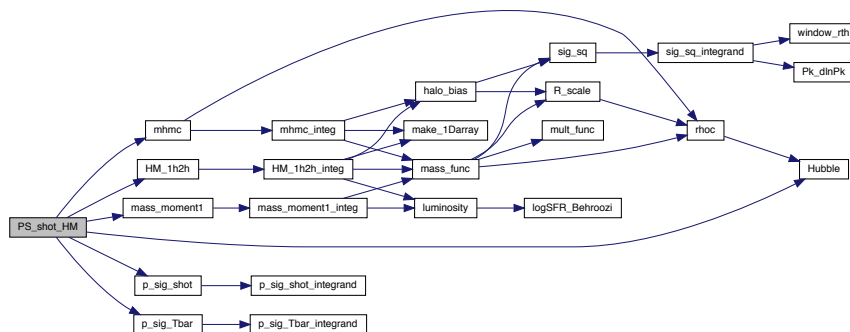 PS_shot_HM
mhmc
HM_1h2h
mass_moment1
p_sig_shot
p_sig_Tbar
mhmc_integ
HM_1h2h_integ
mass_moment1_integ
p_sig_shot_integrand
p_sig_Tbar_integrand
halo_bias
make_1Darray
mass_func
luminosity
sig_sq
R_scale
mult_func
logSFR_Behroozi
sig_sq_integrand
rhoc
window_rth
Pk_dlnPk
Hubble